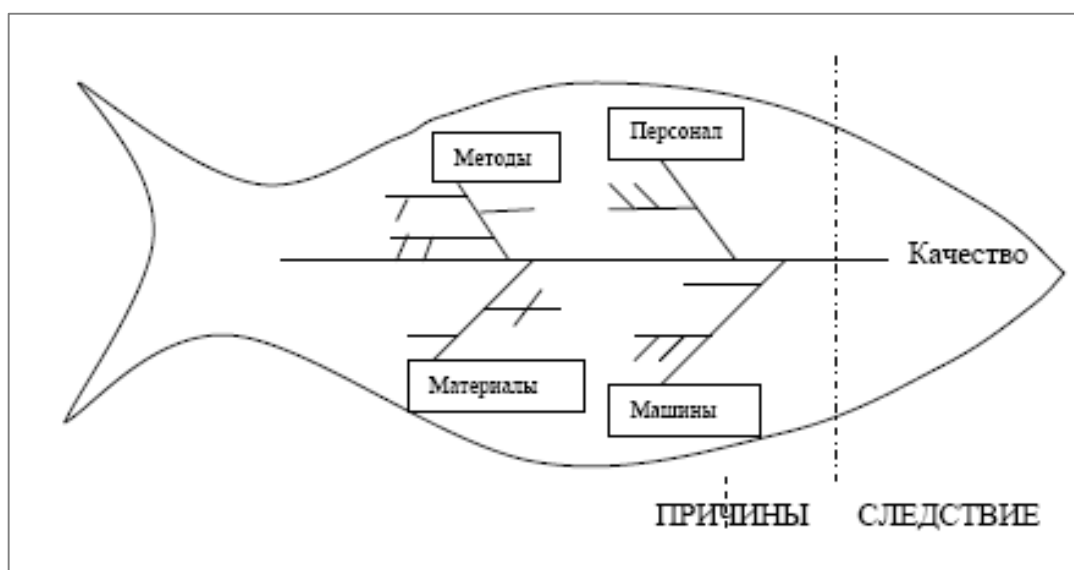 Персонал
Методы
Качество
Материалы
Машины
ПРИЧИНЫ СЛЕДСТВИЕ